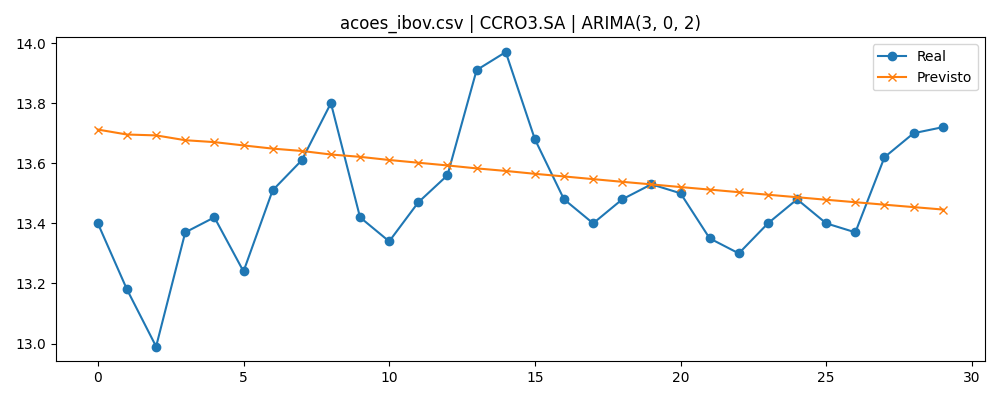 acoes_ibov.csv | CCRO3.SA | ARIMA(3, 0, 2)
Real
Previsto
14.0
13.8
13.6
13.4
13.2
13.0
0 5 10 15 20 25 30